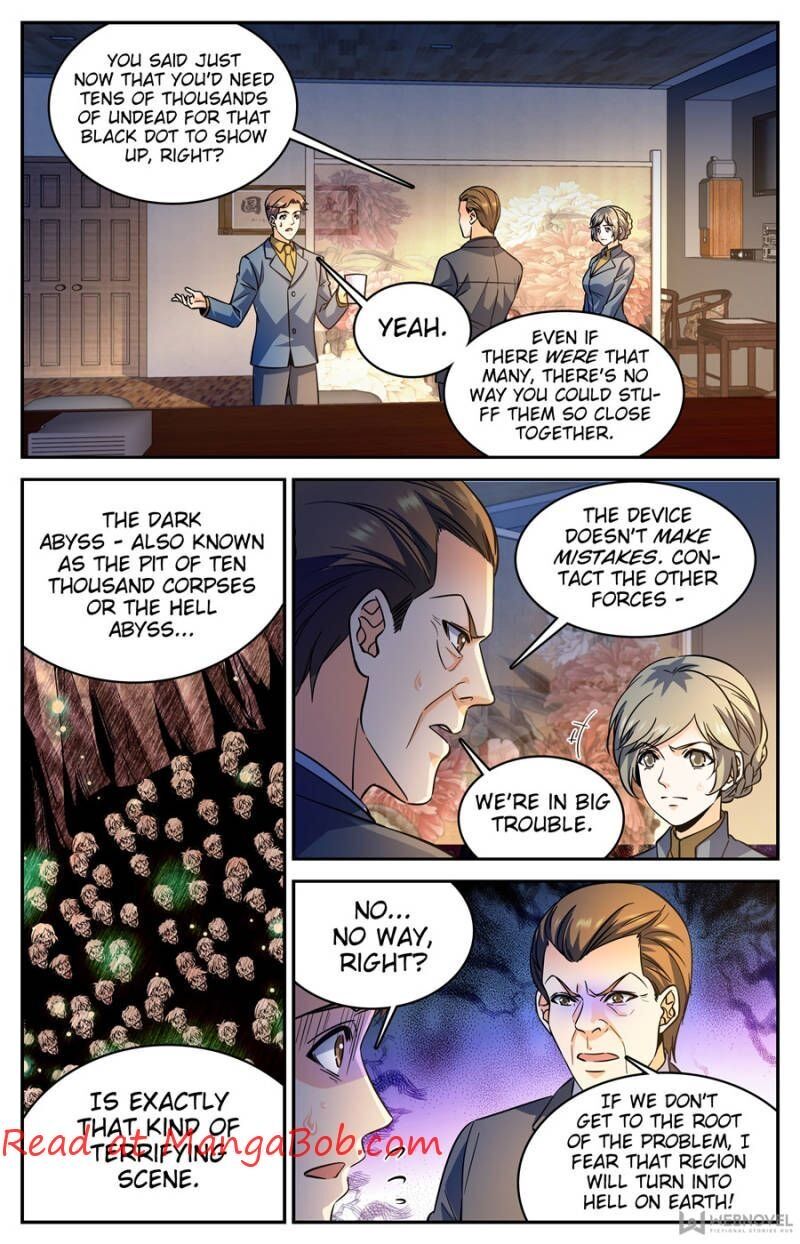 YOU SAID JUST
NOW THAT YOU'D NEED
TENS OF THOUSANDS
OF UNDEAD FOR THAT
BLACK DOT TO SHOW
UP, RIGHT?
YEAH.
EVEN IF
THERE WERE THAT
MANY, THERE'S NO
WAY YOU COULD STU-
FF THEM SO CLOSE
TOGETHER.
THE DARK
ABYSS - ALSO KNOWN
AS THE PIT OF TEN
THOUSAND CORPSES
OR THE HELL
ABYSS...
IS EXACTLY
THAT KIND OF
TERRIFYING
SCENE.
THE DEVICE
DOESN'T MAKE
MISTAKES. CON-
TACT THE OTHER
FORCES -
WE'RE IN BIG
TROUBLE.
NO...
NO WAY,
RIGHT?
IF WE DON'T
GET TO THE ROOT
OF THE PROBLEM, I
FEAR THAT REGION
WILL TURN INTO
HELL ON EARTH!
Read at MangaBob.com
WEBNOVEL
FICTIONAL STORIES HUB